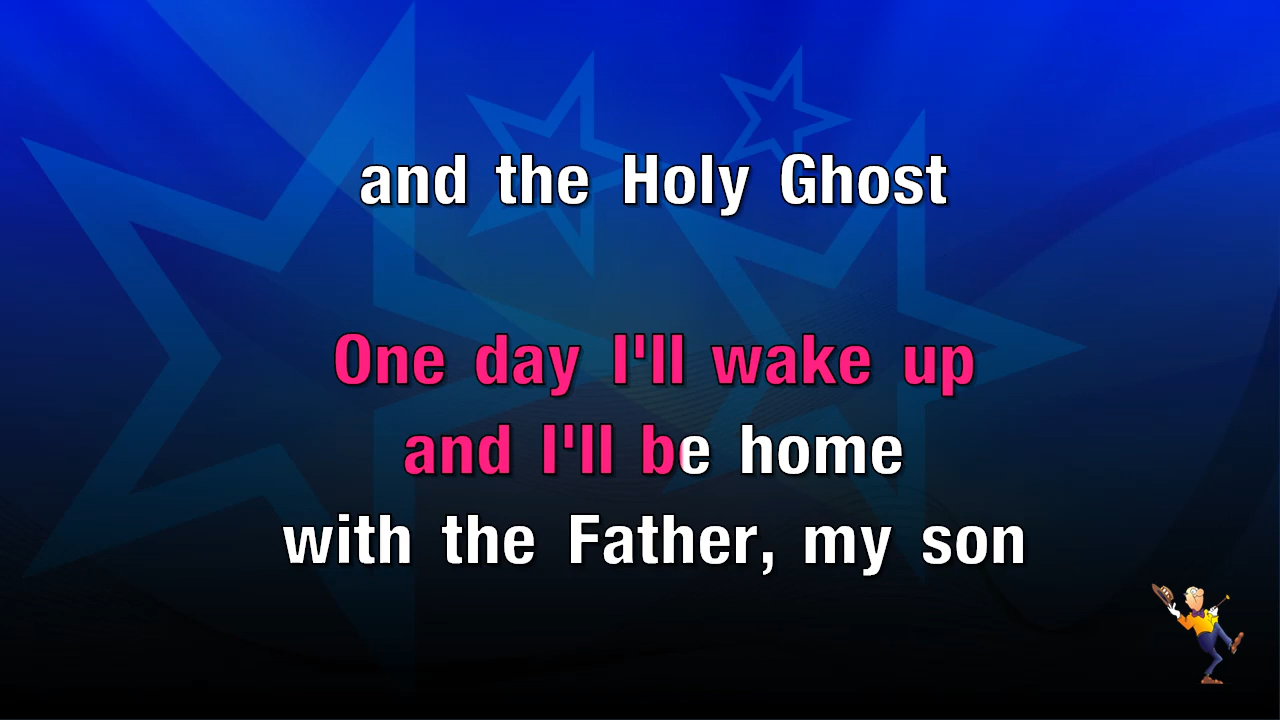 and the Holy Ghost
One day I'll wake up
and I'll be home
with the Father, my son